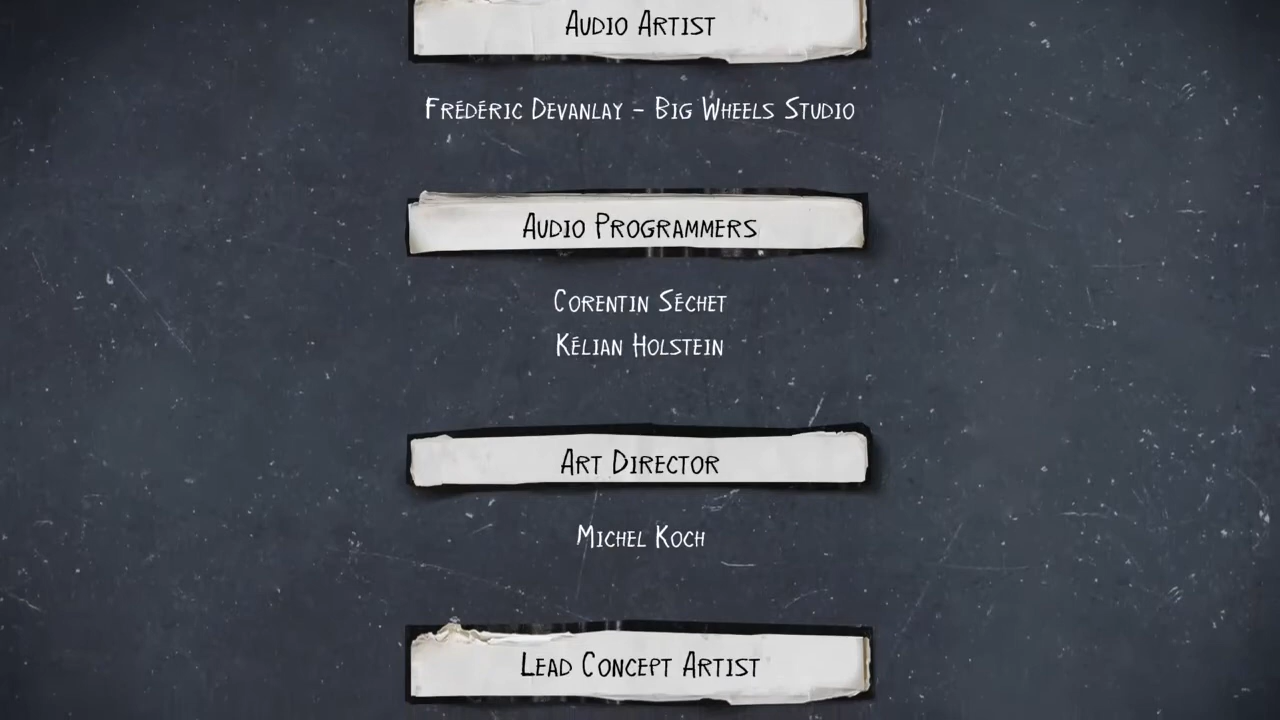 Audio Artist
Frédéric Devanlay – Big Wheels Studio
Audio Programmers
Corentin Séchet
Kélian Holstein
Art Director
Michel Koch
Lead Concept Artist